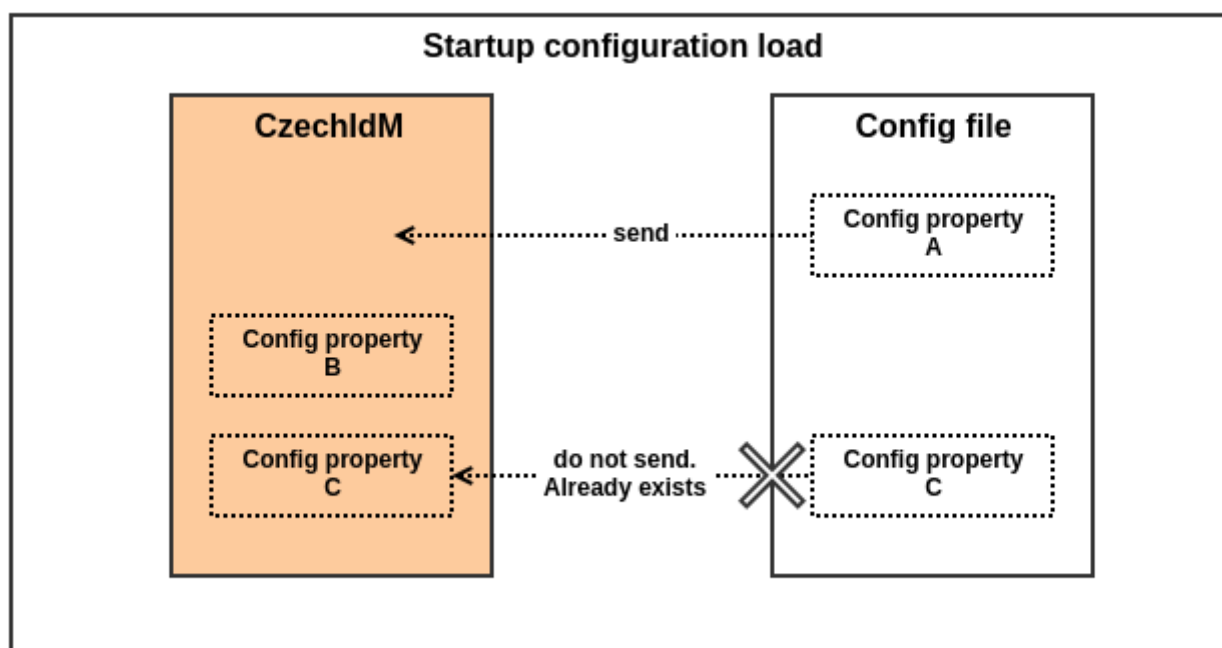 Startup configuration load
CzechIdM
Config file
send
Config property
A
Config property
B
Config property
C
do not send.
Already exists
Config property
C